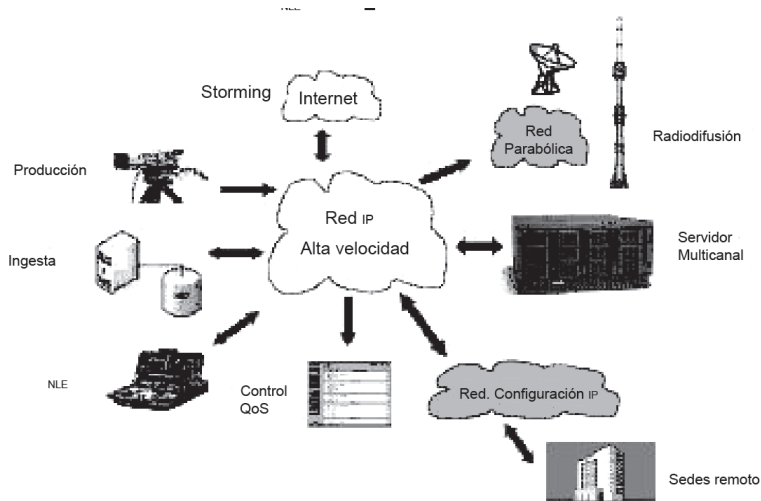 Storming
Internet
Red
Parabólica
Radiodifusión
Producción
Red IP
Alta velocidad
Servidor
Multicanal
Ingesta
NLE
Control
QoS
Red. Configuración IP
Sedes remoto